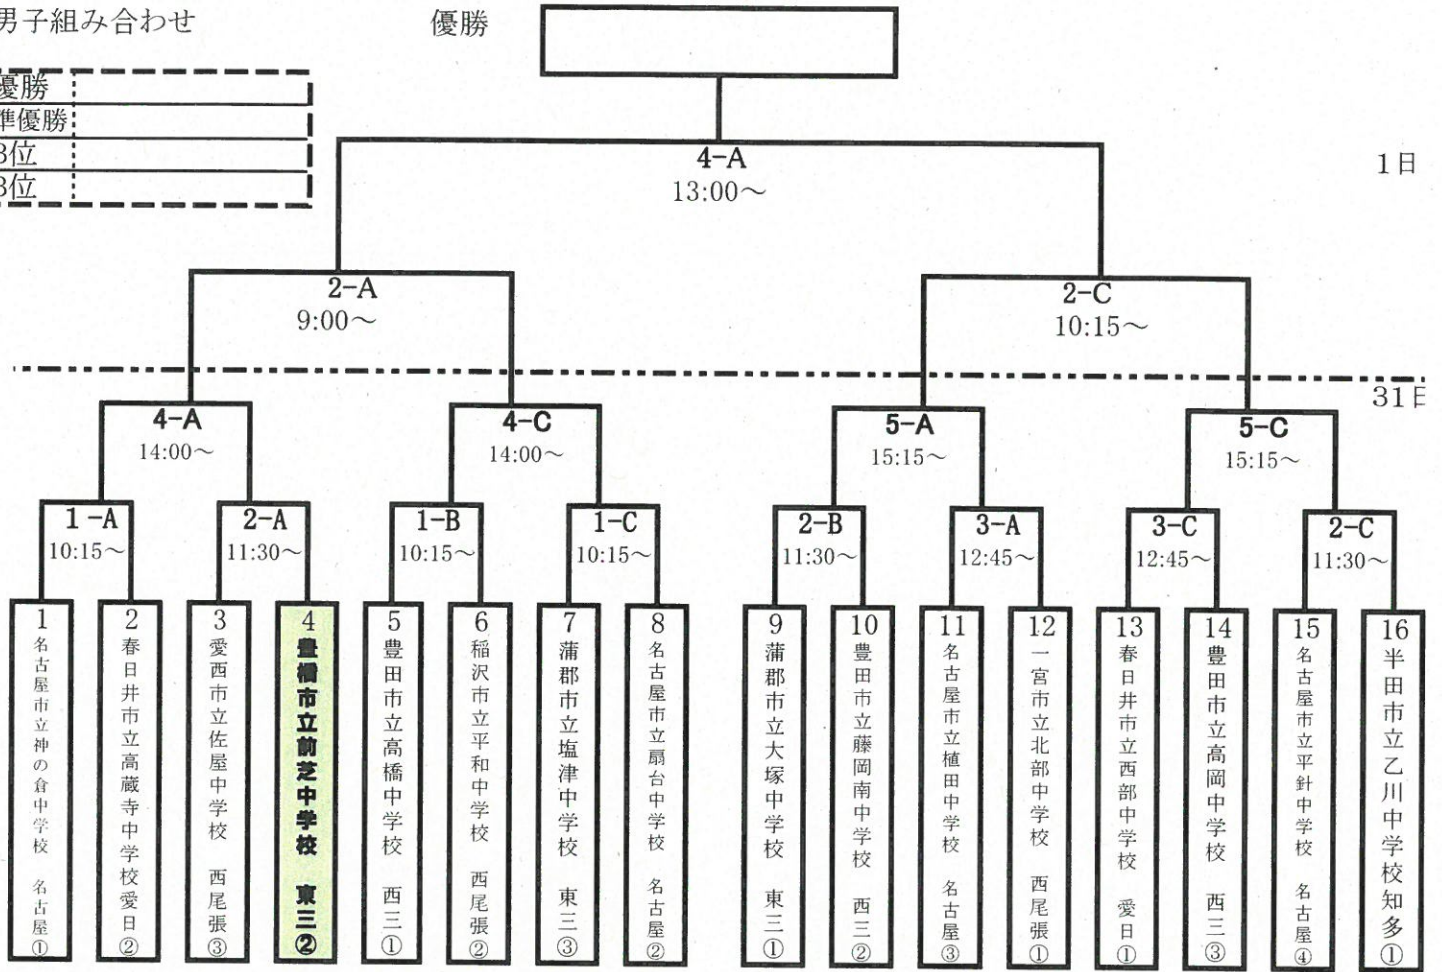 男子組み合わせ
優勝
優勝
準優勝
3位
3位
4-A
13:00～
1日
2-A
9:00～
2-C
10:15～
31日
4-A
14:00～
4-C
14:00～
5-A
15:15～
5-C
15:15～
1-A
10:15～
2-A
11:30～
1-B
10:15～
1-C
10:15～
2-B
11:30～
3-A
12:45～
3-C
12:45～
2-C
11:30～
1
名古屋市立神の倉中学校 名古屋①
2
春日井市立高蔵寺中学校愛日②
3
愛西市立佐屋中学校 西尾張③
4
豊橋市立前芝中学校 東三②
5
豊田市立高橋中学校 西三①
6
稲沢市立平和中学校 西尾張②
7
蒲郡市立塩津中学校 東三③
8
名古屋市立扇台中学校 名古屋②
9
蒲郡市立大塚中学校 東三①
10
豊田市立藤岡南中学校 西三②
11
名古屋市立植田中学校 名古屋③
12
一宮市立北部中学校 西尾張①
13
春日井市立西部中学校 愛日①
14
豊田市立高岡中学校 西三③
15
名古屋市立平針中学校 名古屋④
16
半田市立乙川中学校知多①